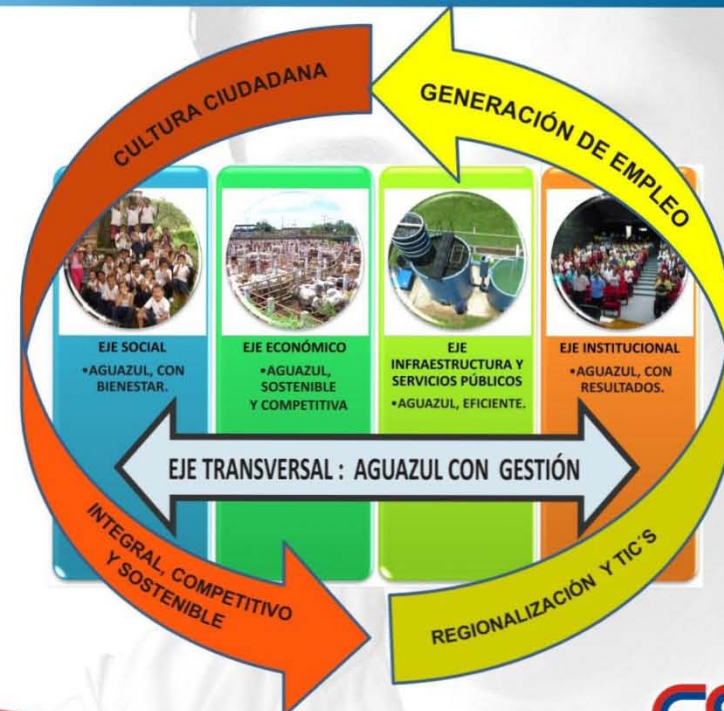 CULTURA CIUDADANA
GENERACIÓN DE EMPLEO
EJE SOCIAL
•AGUAZUL, CON
BIENESTAR.
EJE ECONÓMICO
•AGUAZUL,
SOSTENIBLE
Y COMPETITIVA
EJE
INFRAESTRUCTURA Y
SERVICIOS PÚBLICOS
•AGUAZUL, EFICIENTE.
EJE INSTITUCIONAL
•AGUAZUL, CON
RESULTADOS.
EJE TRANSVERSAL : AGUAZUL CON GESTIÓN
INTEGRAL, COMPETITIVO
Y SOSTENIBLE
REGIONALIZACIÓN Y TIC´S